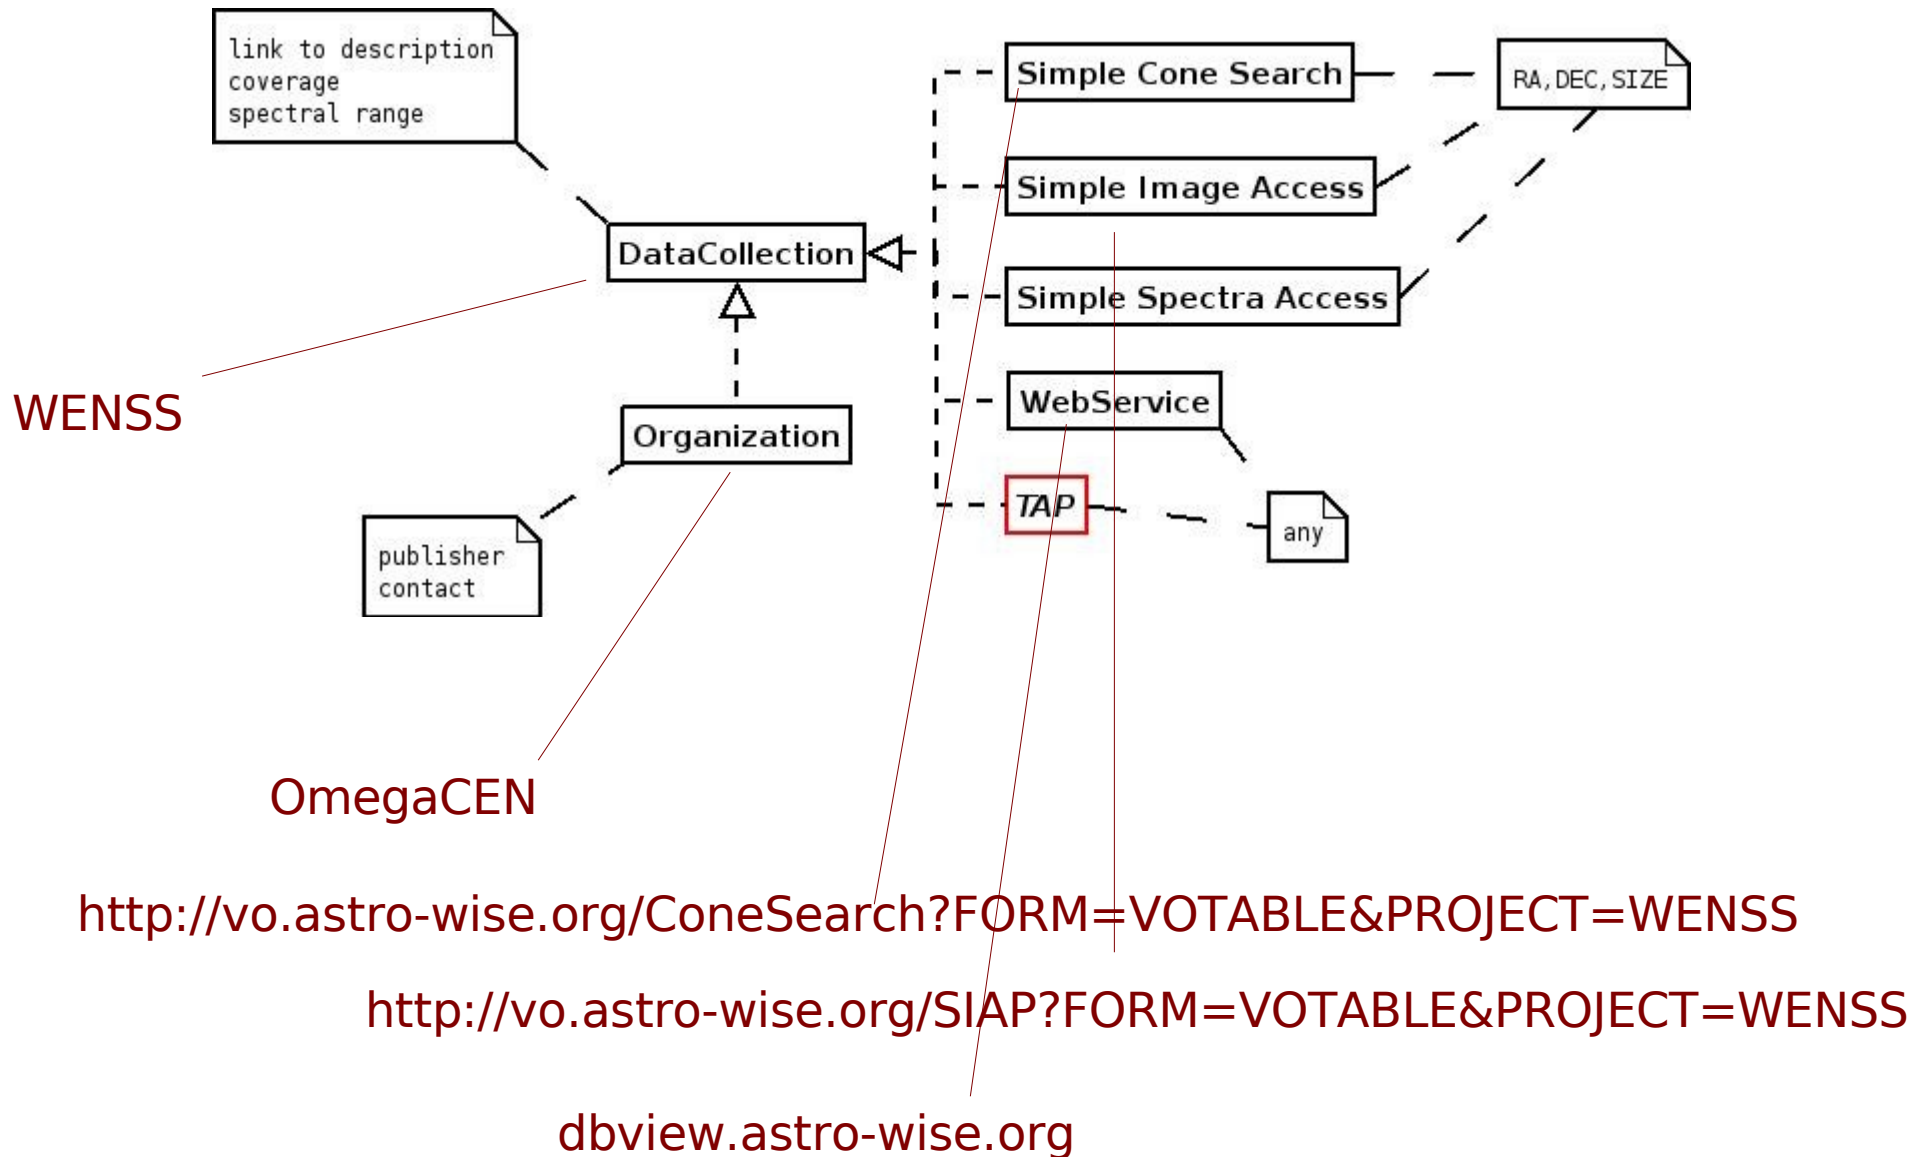 link to description
coverage
spectral range
Simple Cone Search
RA,DEC,SIZE
Simple Image Access
DataCollection
Simple Spectra Access
WENSS
WebService
Organization
TAP
any
publisher
contact
OmegaCEN
http://vo.astro-wise.org/ConeSearch?FORM=VOTABLE&PROJECT=WENSS
http://vo.astro-wise.org/SIAP?FORM=VOTABLE&PROJECT=WENSS
dbview.astro-wise.org